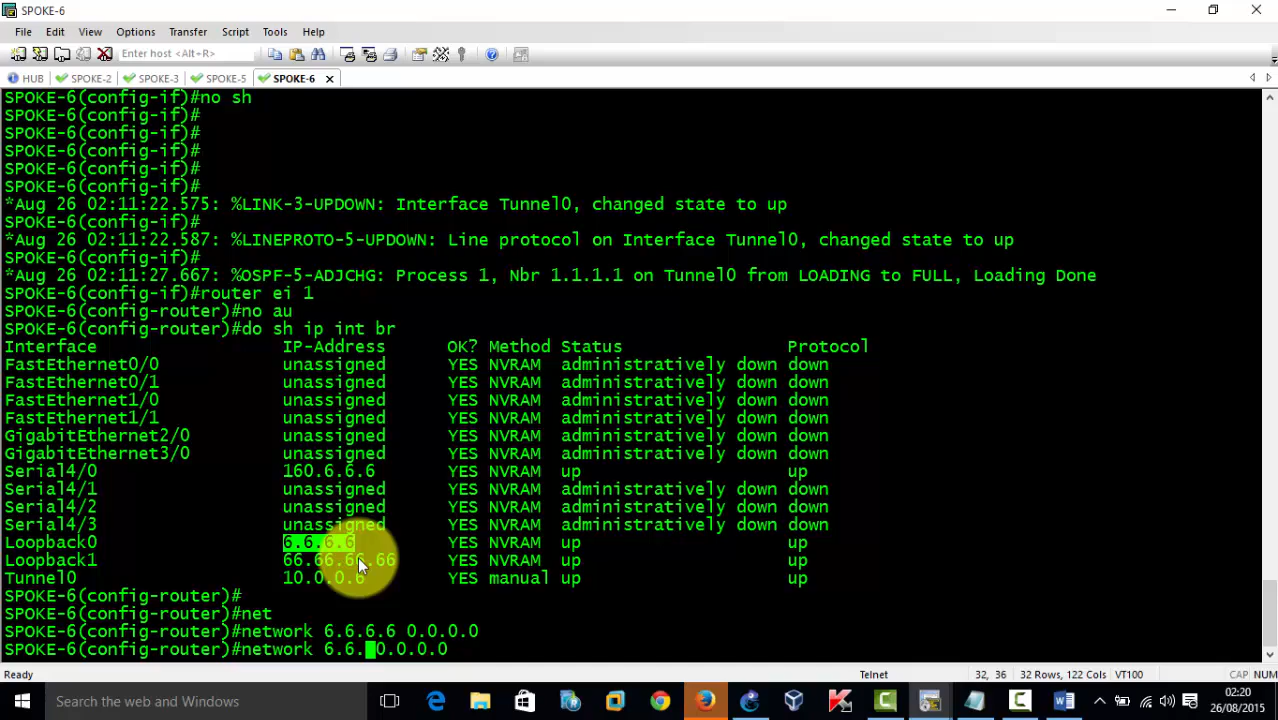 SPOKE-6
File Edit View Options Transfer Script Tools Help
Enter host <Alt+R>
HUB SPOKE-2 SPOKE-3 SPOKE-5 SPOKE-6
SPOKE-6(config-if)#no sh
SPOKE-6(config-if)#
SPOKE-6(config-if)#
SPOKE-6(config-if)#
SPOKE-6(config-if)#
SPOKE-6(config-if)#
*Aug 26 02:11:22.575: %LINK-3-UPDOWN: Interface Tunnel0, changed state to up
SPOKE-6(config-if)#
*Aug 26 02:11:22.587: %LINEPROTO-5-UPDOWN: Line protocol on Interface Tunnel0, changed state to up
SPOKE-6(config-if)#
*Aug 26 02:11:27.667: %OSPF-5-ADJCHG: Process 1, Nbr 1.1.1.1 on Tunnel0 from LOADING to FULL, Loading Done
SPOKE-6(config-if)#router ei 1
SPOKE-6(config-router)#no au
SPOKE-6(config-router)#do sh ip int br
Interface IP-Address OK? Method Status Protocol
FastEthernet0/0 unassigned YES NVRAM administratively down down
FastEthernet0/1 unassigned YES NVRAM administratively down down
FastEthernet1/0 unassigned YES NVRAM administratively down down
FastEthernet1/1 unassigned YES NVRAM administratively down down
GigabitEthernet2/0 unassigned YES NVRAM administratively down down
GigabitEthernet3/0 unassigned YES NVRAM administratively down down
Serial4/0 160.6.6.6 YES NVRAM up up
Serial4/1 unassigned YES NVRAM administratively down down
Serial4/2 unassigned YES NVRAM administratively down down
Serial4/3 unassigned YES NVRAM administratively down down
Loopback0 6.6.6.6 YES NVRAM up up
Loopback1 66.66.66.66 YES NVRAM up up
Tunnel0 10.0.0.6 YES manual up up
SPOKE-6(config-router)#
SPOKE-6(config-router)#net
SPOKE-6(config-router)#network 6.6.6.6 0.0.0.0
SPOKE-6(config-router)#network 6.6. 0.0.0.0
Ready Telnet 32, 36 32 Rows, 122 Cols VT100 CAP NUM
Search the web and Windows
02:20
26/08/2015